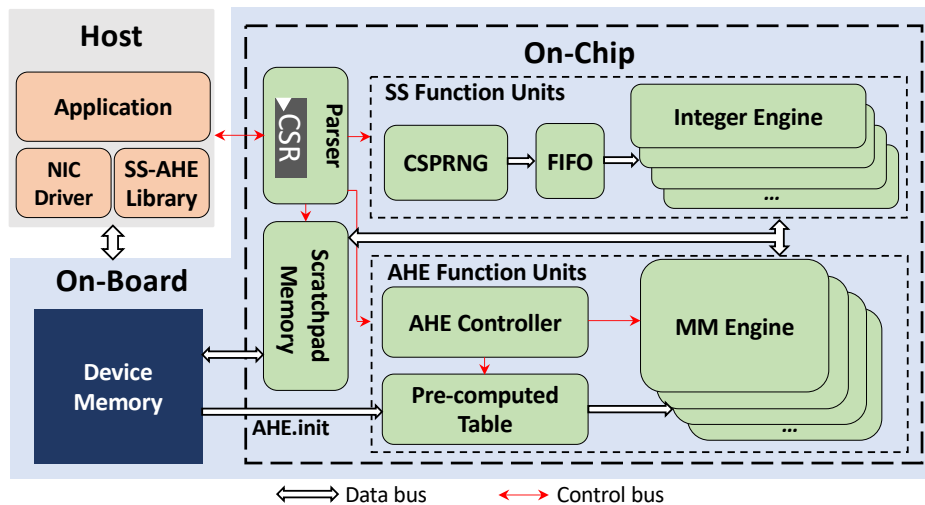 Host
Application
NIC
Driver
SS-AHE
Library
On-Board
Device
Memory
On-Chip
CSR
Parser
Scratchpad
Memory
SS Function Units
CSPRNG
FIFO
Integer Engine
...
AHE Function Units
AHE Controller
Pre-computed
Table
MM Engine
...
AHE.init
Data bus
Control bus